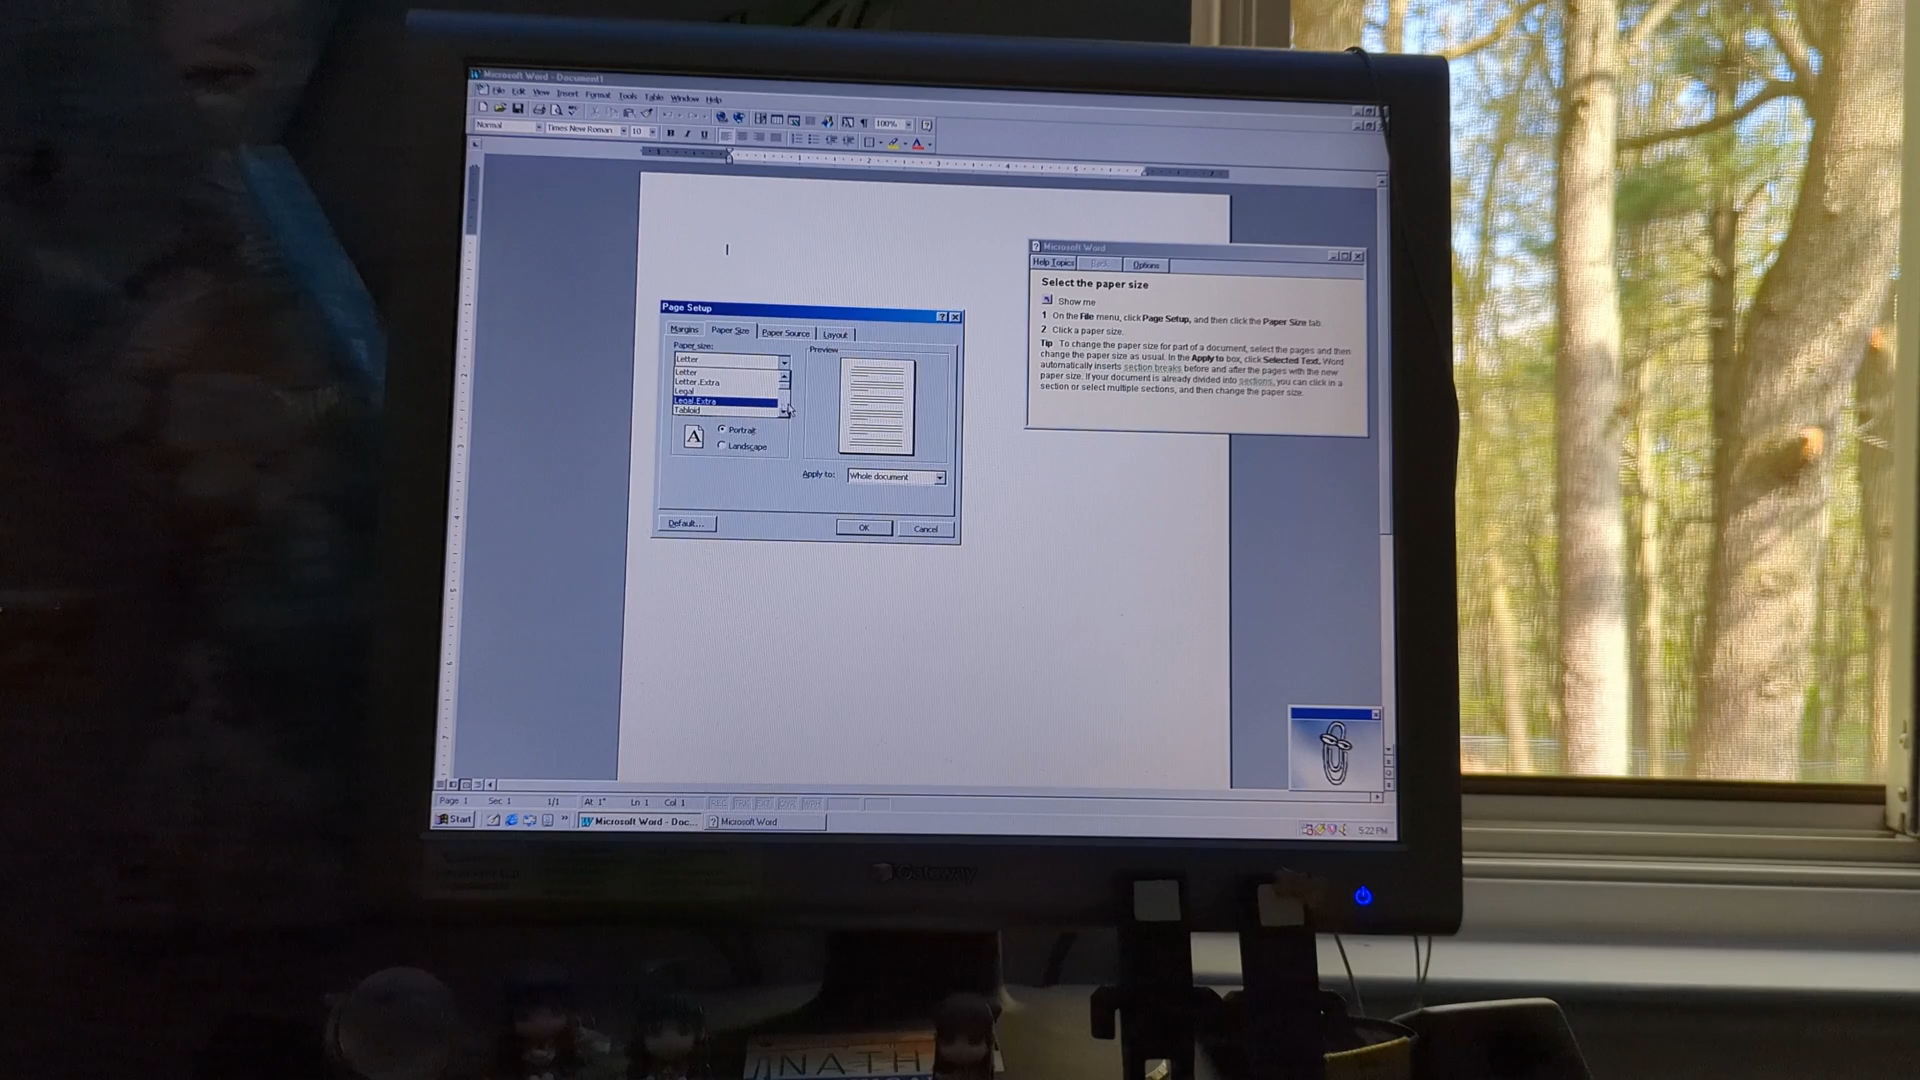 Microsoft Word - Document1
File Edit View Insert Format Tools Table Window Help
100%
Normal Times New Roman 10 B I U
Page Setup
Margins Paper Size Paper Source Layout
Paper size:
Preview
Letter
Letter
Letter.Extra
Legal
Legal.Extra
Tabloid
A
Portrait
Landscape
Apply to: Whole document
Default... OK Cancel
Microsoft Word
Help Topics Back Options
Select the paper size
Show me
1 On the File menu, click Page Setup, and then click the Paper Size tab.
2 Click a paper size.
Tip To change the paper size for part of a document, select the pages and then
change the paper size as usual. In the Apply to box, click Selected Text. Word
automatically inserts section breaks before and after the pages with the new
paper size. If your document is already divided into sections, you can click in a
section or select multiple sections, and then change the paper size.
Page 1 Sec 1 1/1 At 1" Ln 1 Col 1 REC TRK EXT OVR WPH
Start Microsoft Word - Doc... Microsoft Word 5:22 PM
Gateway
NATH